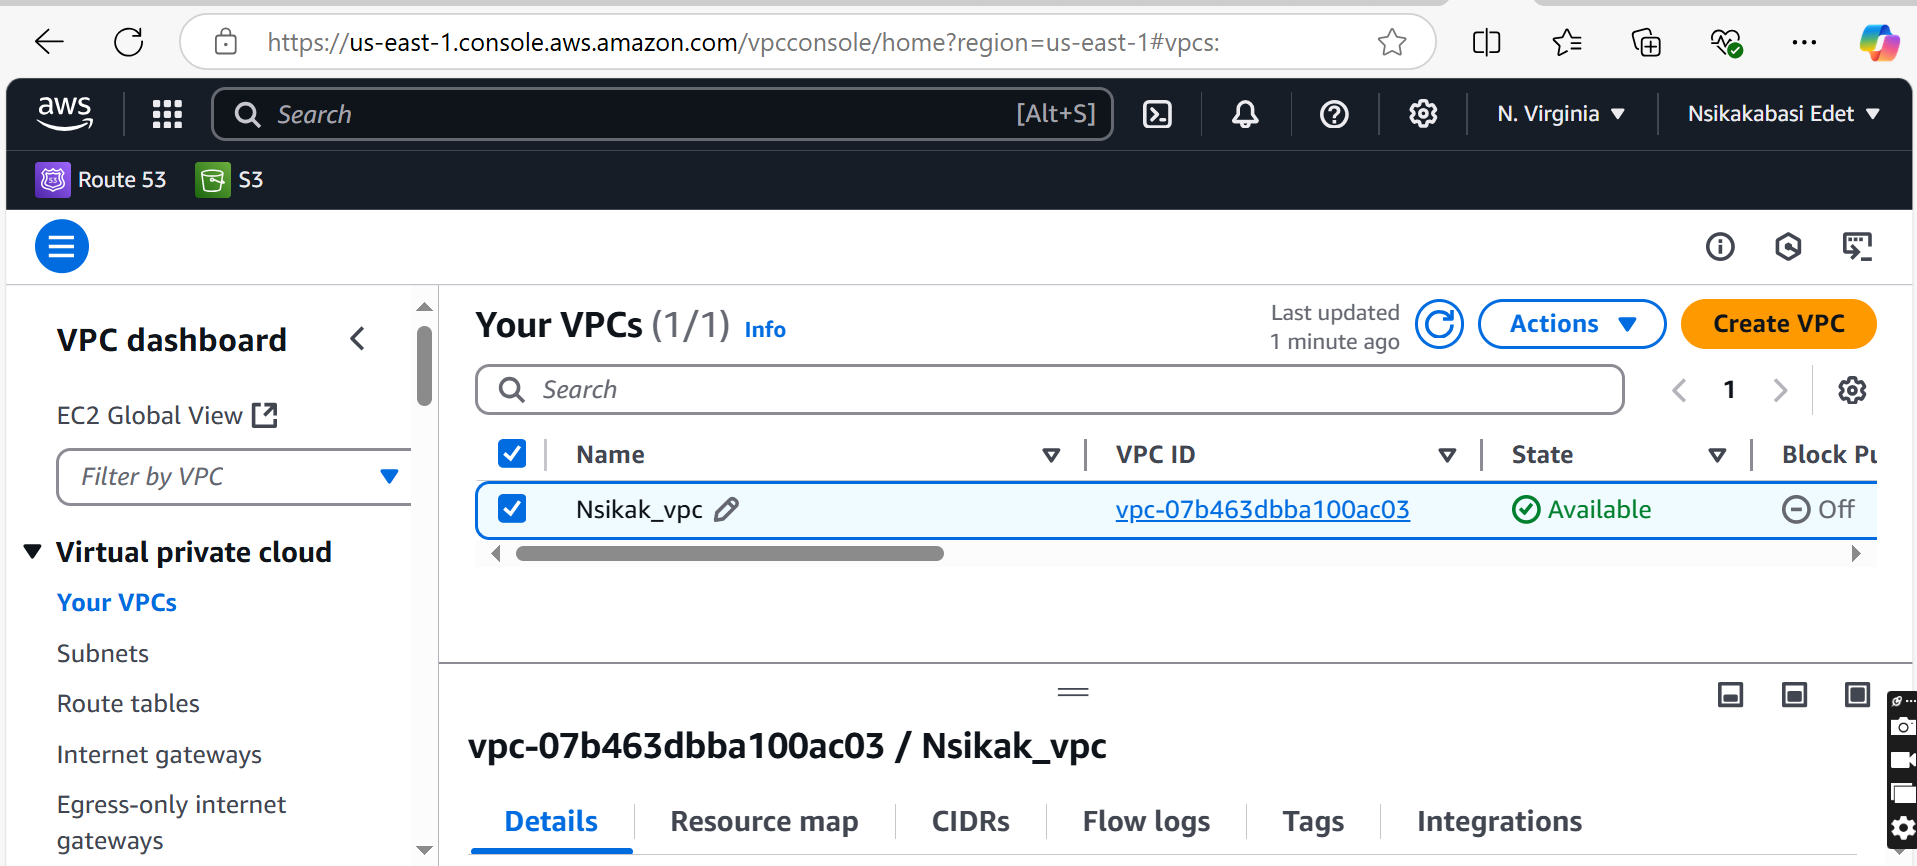 https://us-east-1.console.aws.amazon.com/vpcconsole/home?region=us-east-1#vpcs:
aws Search [Alt+S] N. Virginia Nsikakabasi Edet
Route 53 S3
VPC dashboard
EC2 Global View
Filter by VPC
Virtual private cloud
Your VPCs
Subnets
Route tables
Internet gateways
Egress-only internet
gateways
Your VPCs (1/1) Info
Last updated
1 minute ago
Actions
Create VPC
Search
1
Name VPC ID State Block Pu
Nsikak_vpc vpc-07b463dbba100ac03 Available Off
vpc-07b463dbba100ac03 / Nsikak_vpc
Details Resource map CIDRs Flow logs Tags Integrations